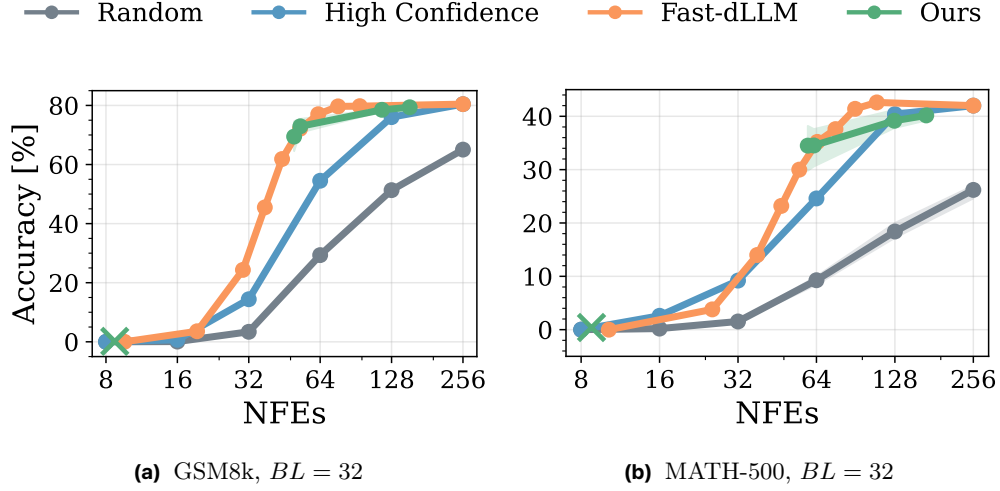 Random High Confidence Fast-dLLM Ours
Accuracy [%]
80
60
40
20
0
8 16 32 64 128 256
NFEs
40
30
20
10
0
8 16 32 64 128 256
NFEs
(a) GSM8k, BL = 32
(b) MATH-500, BL = 32